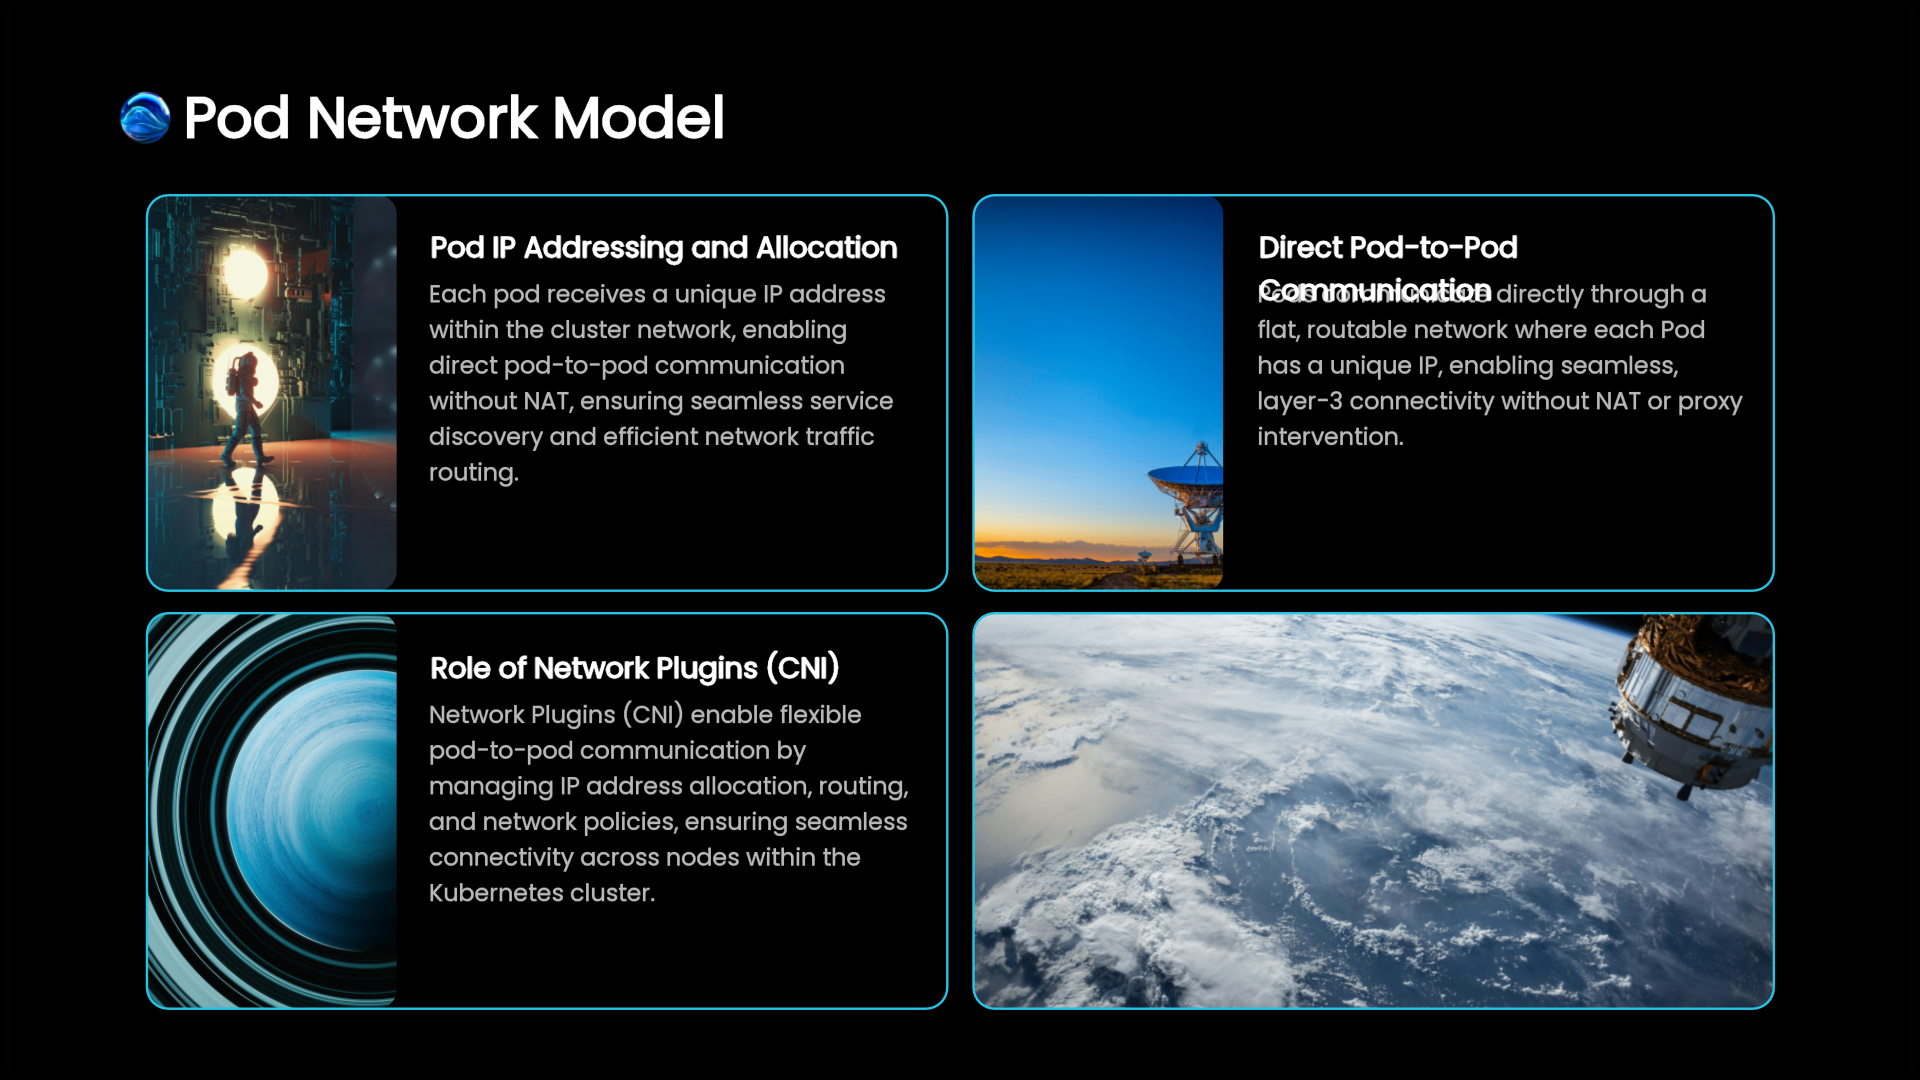 Pod Network Model
Pod IP Addressing and Allocation
Each pod receives a unique IP address
within the cluster network, enabling
direct pod-to-pod communication
without NAT, ensuring seamless service
discovery and efficient network traffic
routing.
Direct Pod-to-Pod
Communication
Pods communicate directly through a
flat, routable network where each Pod
has a unique IP, enabling seamless,
layer-3 connectivity without NAT or proxy
intervention.
Role of Network Plugins (CNI)
Network Plugins (CNI) enable flexible
pod-to-pod communication by
managing IP address allocation, routing,
and network policies, ensuring seamless
connectivity across nodes within the
Kubernetes cluster.